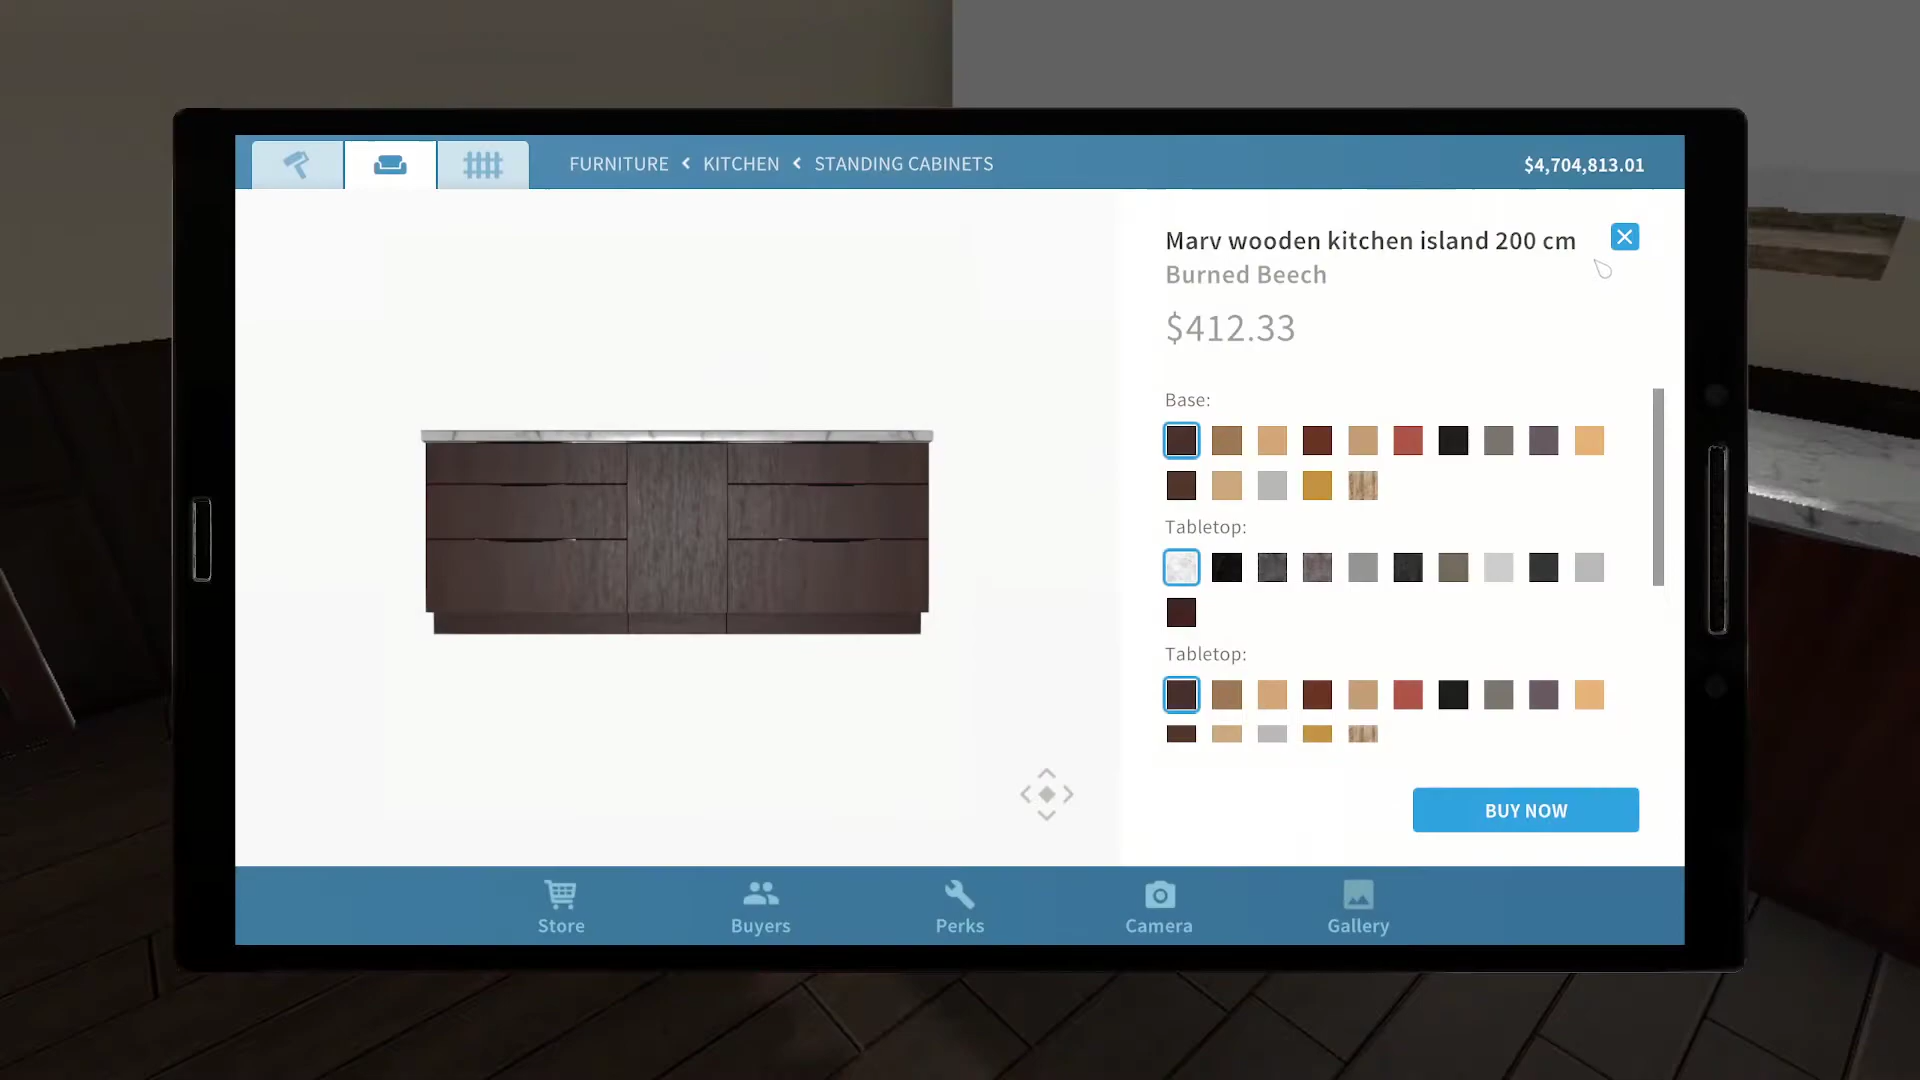 FURNITURE < KITCHEN < STANDING CABINETS
$4,704,813.01
Marv wooden kitchen island 200 cm
Burned Beech
$412.33
Base:
Tabletop:
Tabletop:
BUY NOW
Store
Buyers
Perks
Camera
Gallery